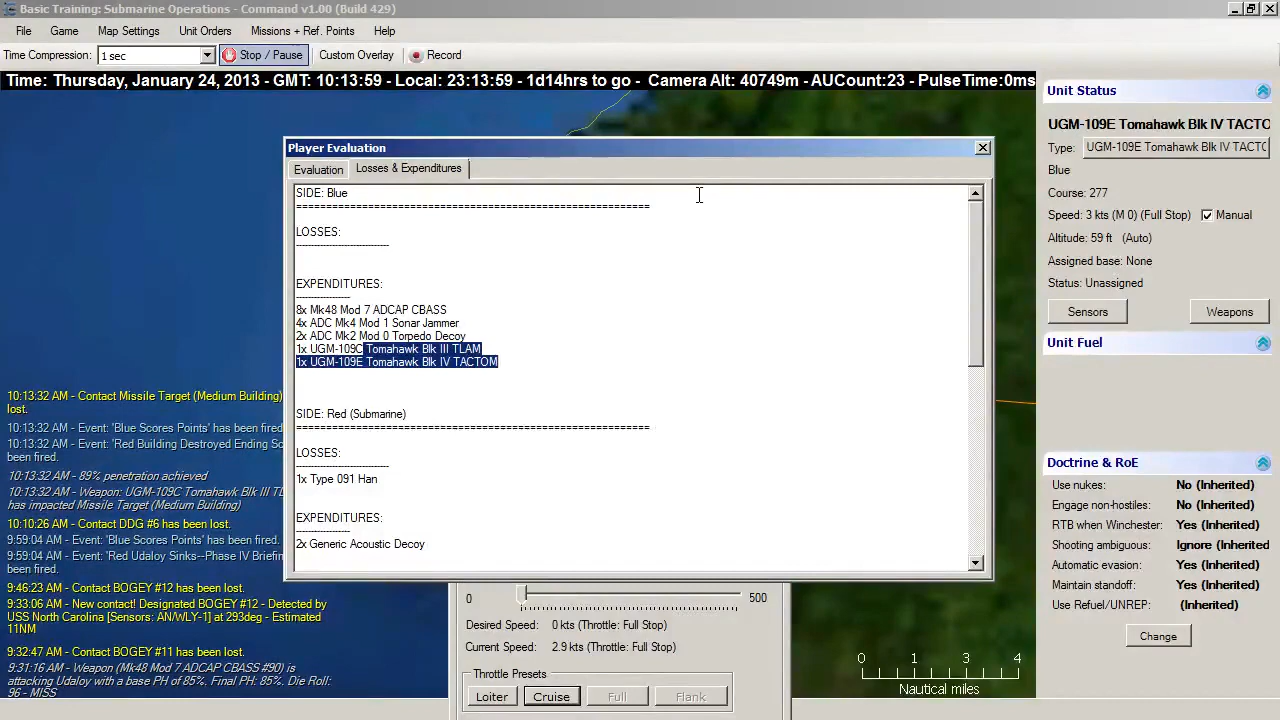 Basic Training: Submarine Operations - Command v1.00 (Build 429)
File Game Map Settings Unit Orders Missions + Ref. Points Help
Time Compression: 1 sec Stop / Pause Custom Overlay Record
Time: Thursday, January 24, 2013 - GMT: 10:13:59 - Local: 23:13:59 - 1d14hrs to go - Camera Alt: 40749m - AUCount:23 - PulseTime:0ms
Player Evaluation
Evaluation Losses & Expenditures
SIDE: Blue
===========================================================
LOSSES:
-------------------------------
EXPENDITURES:
------------------
8x Mk48 Mod 7 ADCAP CBASS
4x ADC Mk4 Mod 1 Sonar Jammer
2x ADC Mk2 Mod 0 Torpedo Decoy
1x UGM-109C Tomahawk Blk III TLAM
1x UGM-109E Tomahawk Blk IV TACTOM
SIDE: Red (Submarine)
===========================================================
LOSSES:
-------------------------------
1x Type 091 Han
EXPENDITURES:
------------------
2x Generic Acoustic Decoy
10:13:32 AM - Contact Missile Target (Medium Building)
lost.
10:13:32 AM - Event: 'Blue Scores Points' has been fired
10:13:32 AM - Event: 'Red Building Destroyed Ending Sc
been fired.
10:13:32 AM - 89% penetration achieved
10:13:32 AM - Weapon: UGM-109C Tomahawk Blk III TL
has impacted Missile Target (Medium Building)
10:10:26 AM - Contact DDG #6 has been lost.
9:59:04 AM - Event: 'Blue Scores Points' has been fired.
9:59:04 AM - Event: 'Red Udaloy Sinks--Phase IV Briefin
been fired.
9:46:23 AM - Contact BOGEY #12 has been lost.
9:33:06 AM - New contact! Designated BOGEY #12 - Detected by
USS North Carolina [Sensors: AN/WLY-1] at 293deg - Estimated
11NM
9:32:47 AM - Contact BOGEY #11 has been lost.
9:31:16 AM - Weapon (Mk48 Mod 7 ADCAP CBASS #90) is
attacking Udaloy with a base PH of 85%. Final PH: 85%. Die Roll:
96 - MISS
0 500
Desired Speed: 0 kts (Throttle: Full Stop)
Current Speed: 2.9 kts (Throttle: Full Stop)
Throttle Presets
Loiter Cruise Full Flank
0 1 3 4
Nautical miles
Unit Status
UGM-109E Tomahawk Blk IV TACTO
Type: UGM-109E Tomahawk Blk IV TACTC
Blue
Course: 277
Speed: 3 kts (M 0) (Full Stop) Manual
Altitude: 59 ft (Auto)
Assigned base: None
Status: Unassigned
Sensors Weapons
Unit Fuel
Doctrine & RoE
Use nukes: No (Inherited)
Engage non-hostiles: No (Inherited)
RTB when Winchester: Yes (Inherited)
Shooting ambiguous: Ignore (Inherited
Automatic evasion: Yes (Inherited)
Maintain standoff: Yes (Inherited)
Use Refuel/UNREP: (Inherited)
Change